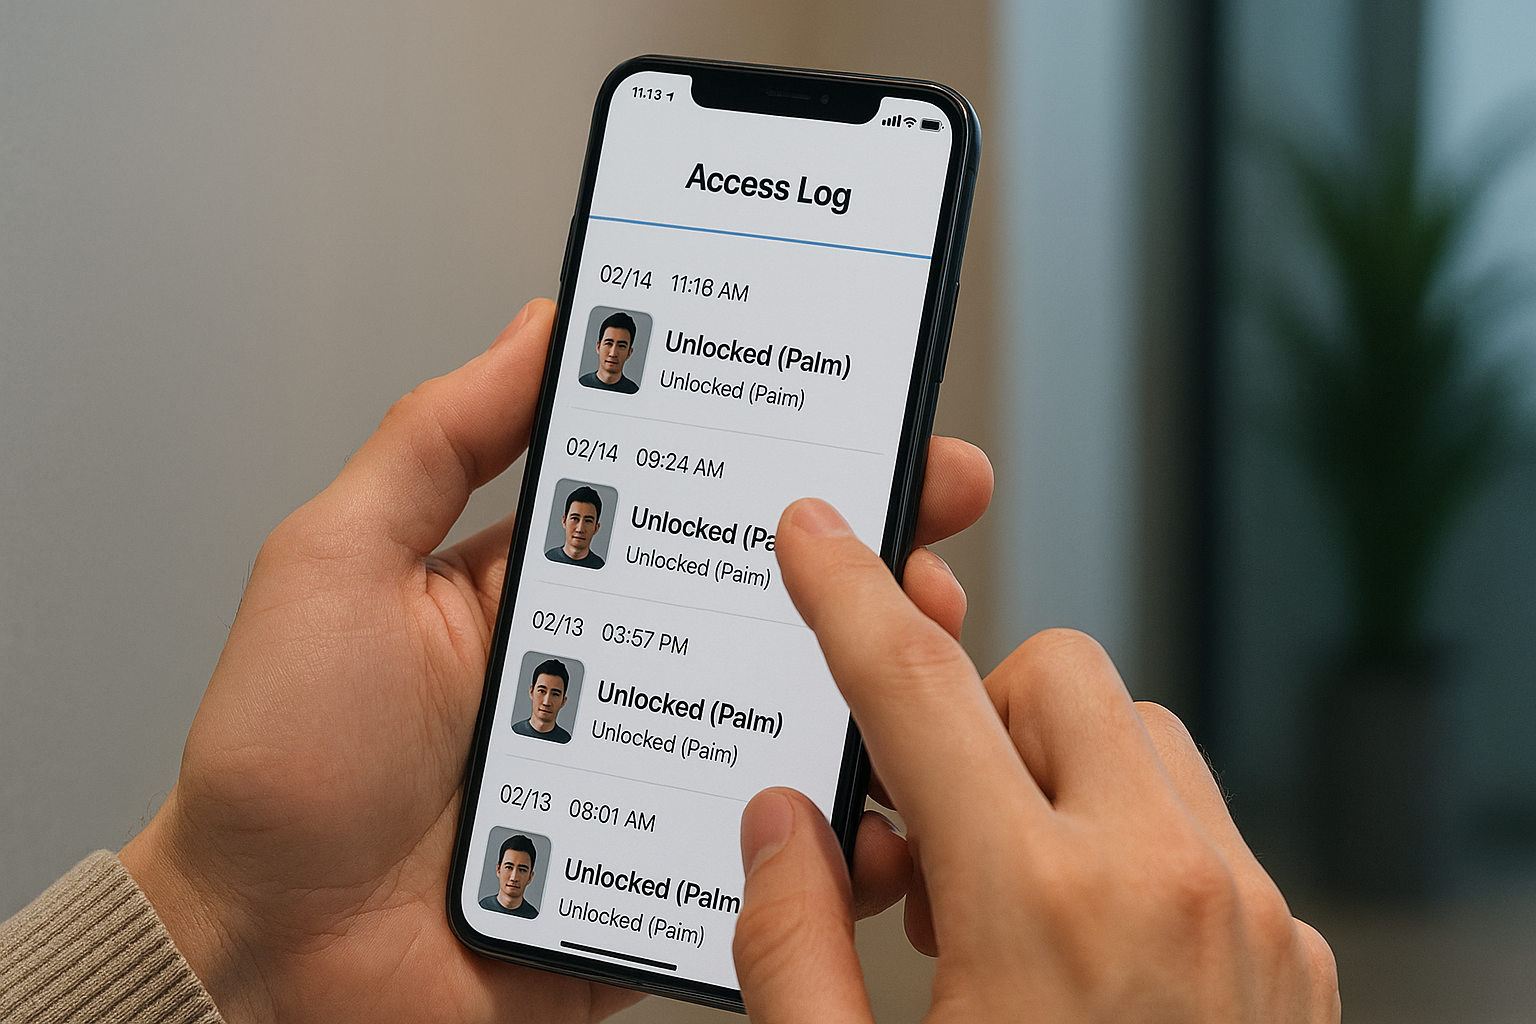 11:13
Access Log
02/14 11:16 AM
Unlocked (Palm)
Unlocked (Paim)
02/14 09:24 AM
Unlocked (Pa
Unlocked (Paim)
02/13 03:57 PM
Unlocked (Palm)
Unlocked (Paim)
02/13 08:01 AM
Unlocked (Palm
Unlocked (Paim)